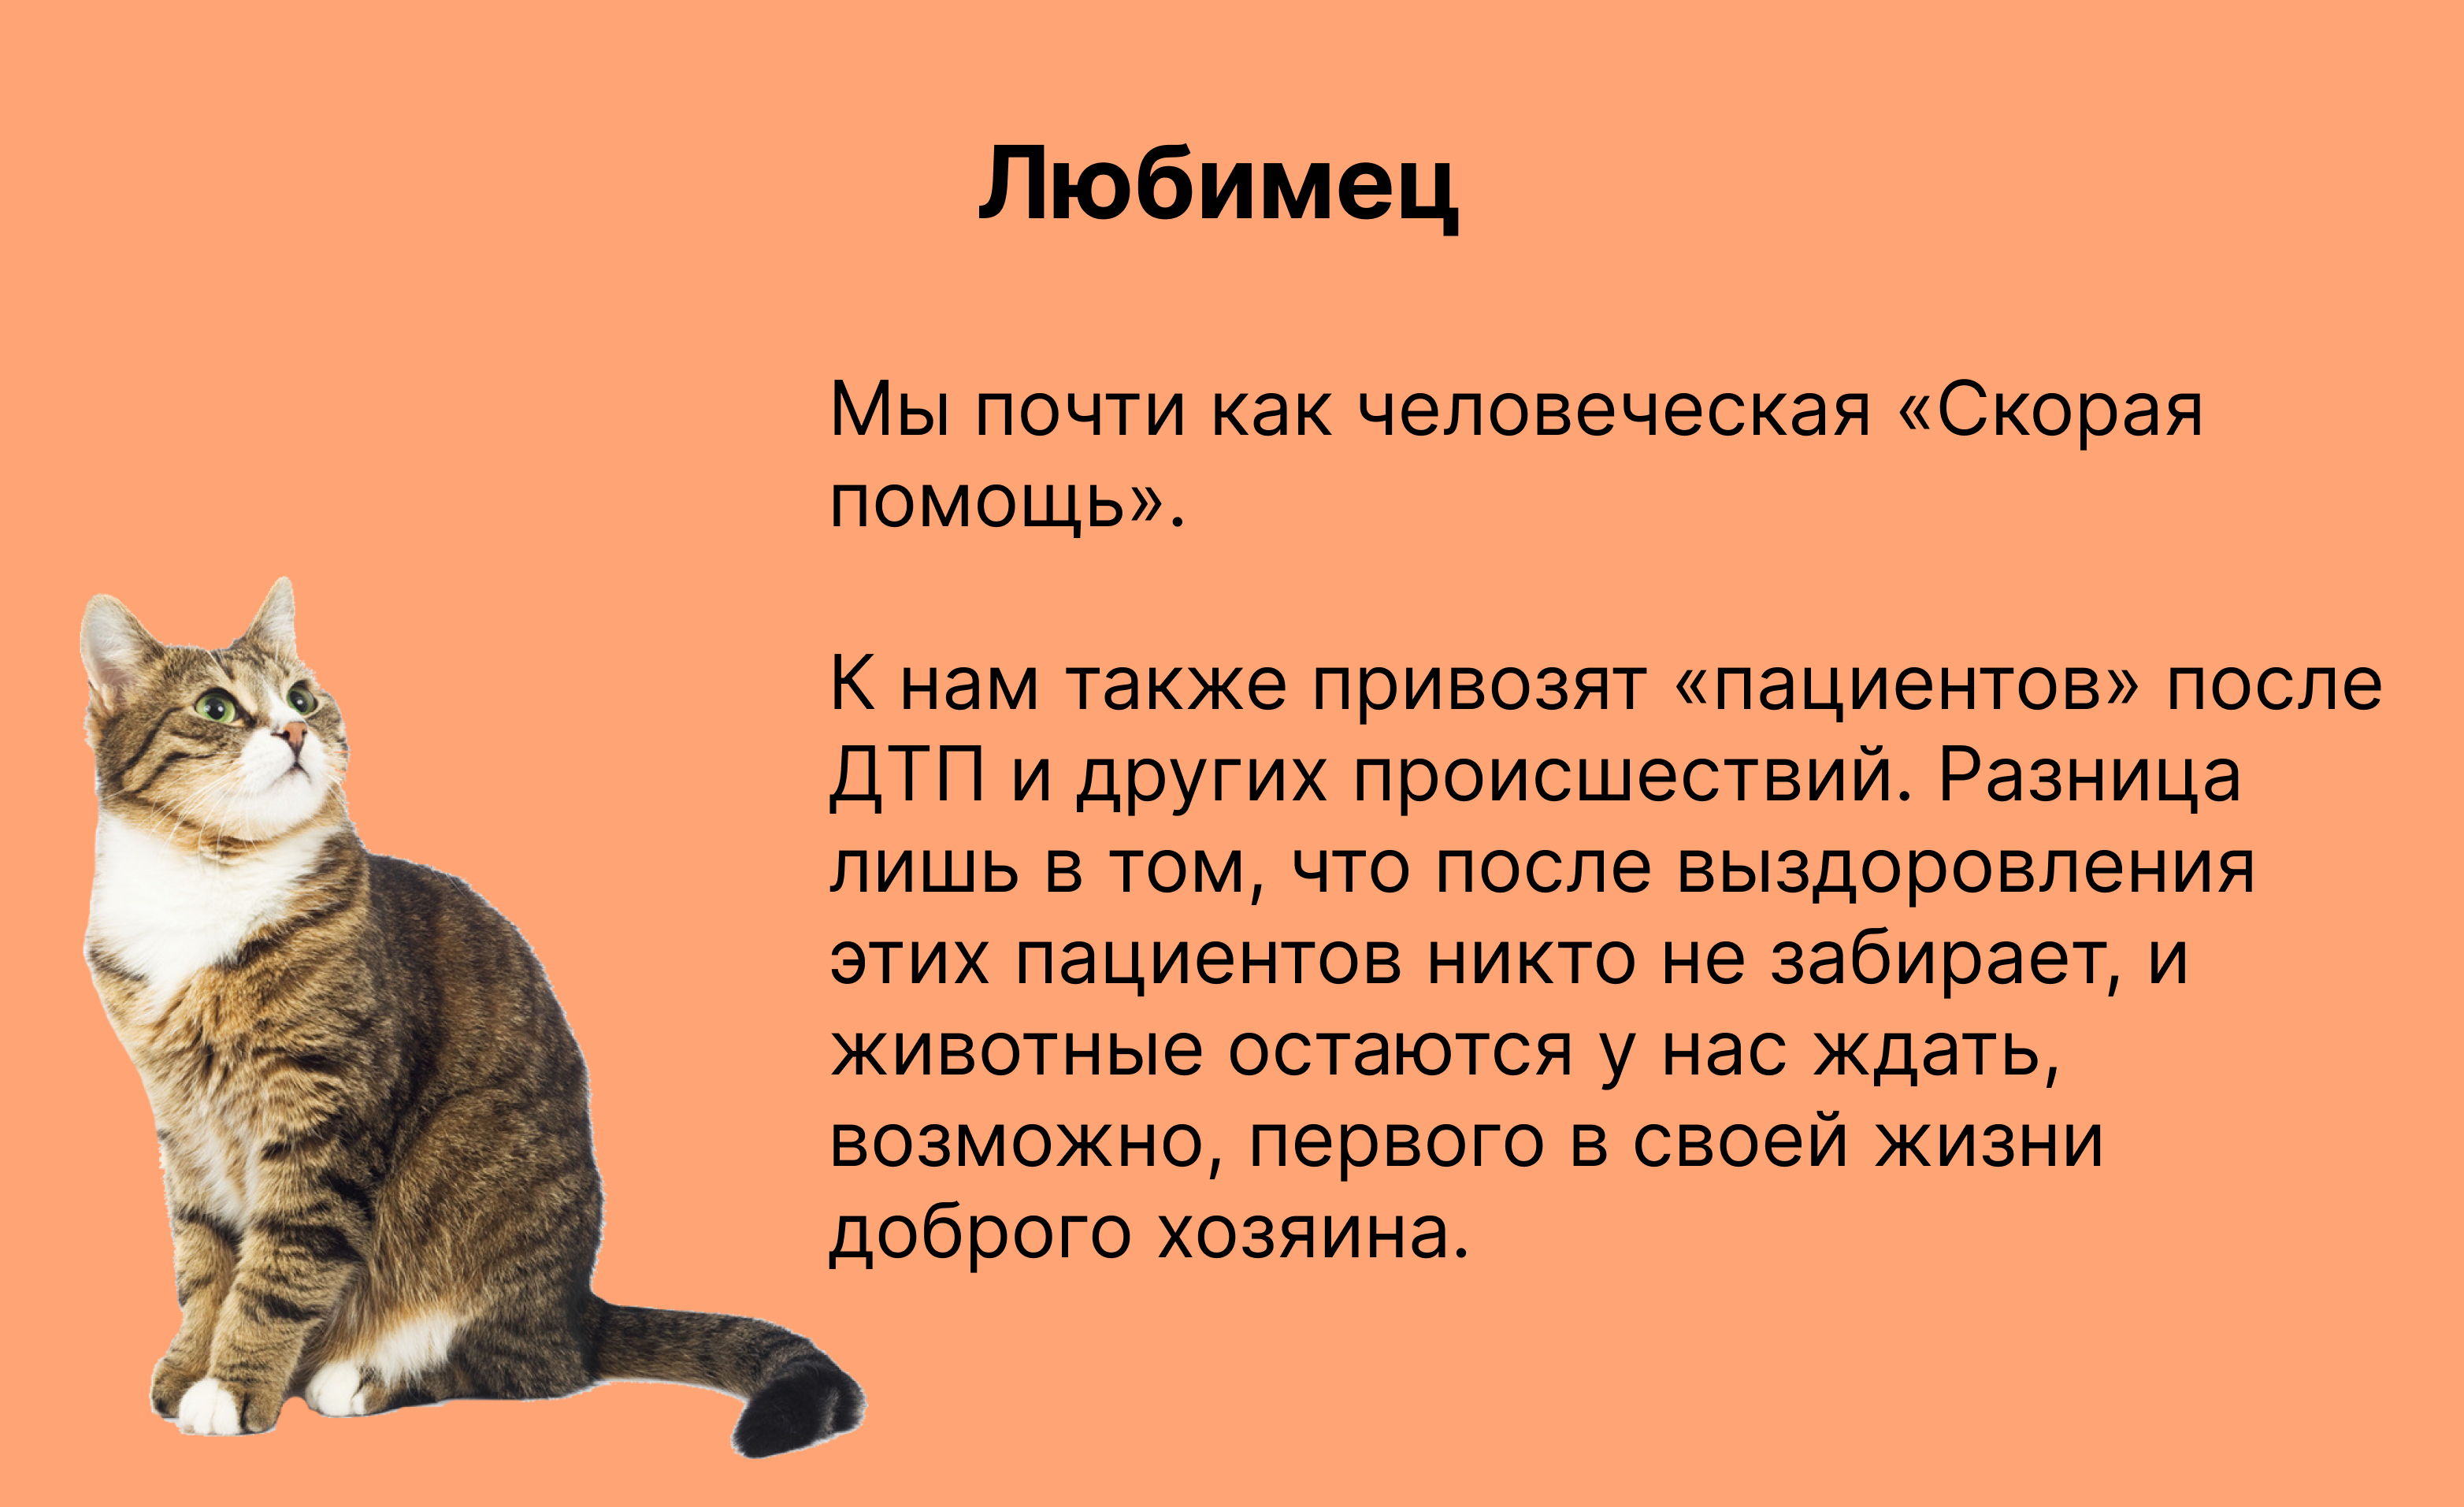 Любимец
Мы почти как человеческая «Скорая
помощь».
К нам также привозят «пациентов» после
ДТП и других происшествий. Разница
лишь в том, что после выздоровления
этих пациентов никто не забирает, и
животные остаются у нас ждать,
возможно, первого в своей жизни
доброго хозяина.